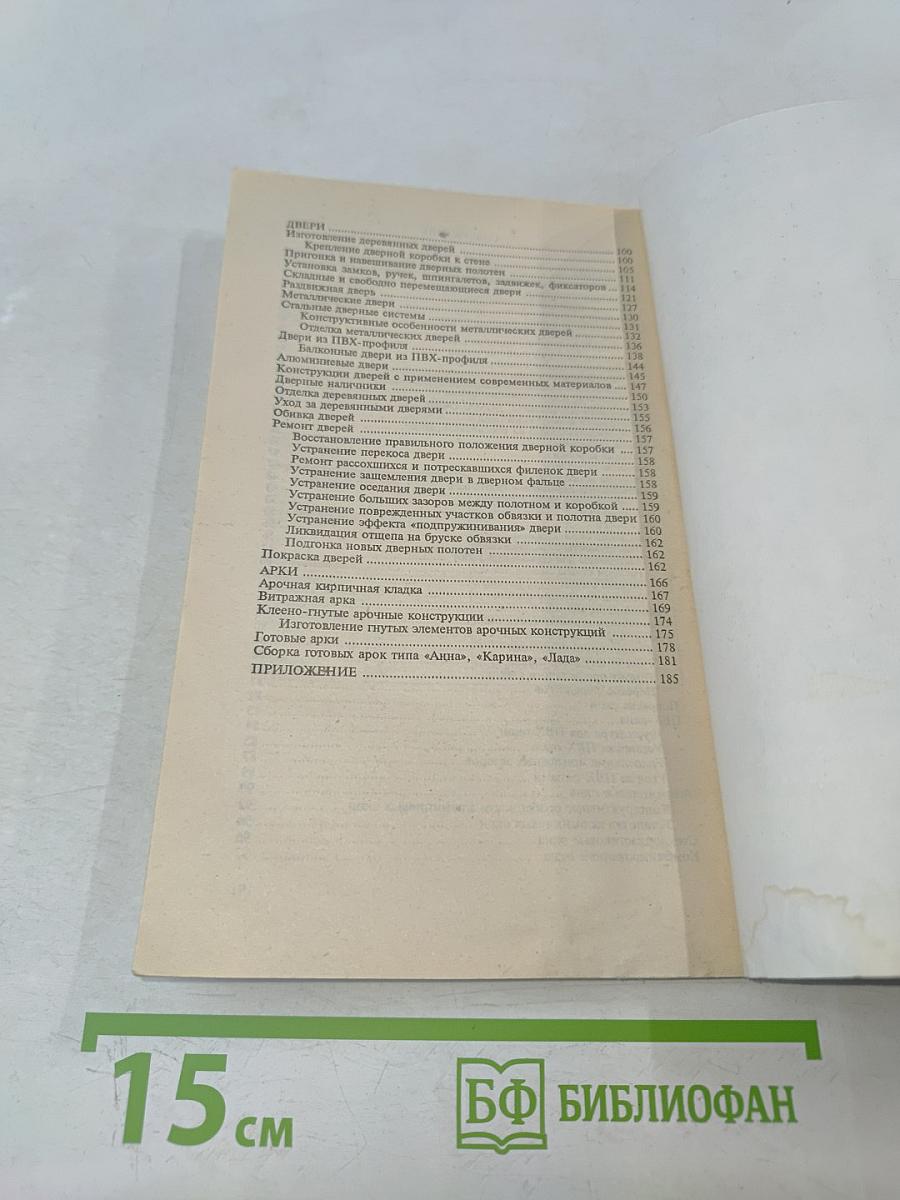 ДВЕРИ ... 100
Изготовление деревянных дверей ... 100
Крепление дверной коробки к стене ... 105
Пригонка и навешивание дверных полотен ... 111
Установка замков, ручек, шпингалетов, задвижек, фиксаторов ... 114
Складные и свободно перемещающиеся двери ... 121
Раздвижная дверь ... 127
Металлические двери ... 130
Стальные дверные системы ... 131
Конструктивные особенности металлических дверей ... 132
Отделка металлических дверей ... 136
Двери из ПВХ-профиля ... 138
Балконные двери из ПВХ-профиля ... 144
Алюминиевые двери ... 145
Конструкции дверей с применением современных материалов ... 147
Дверные наличники ... 150
Отделка деревянных дверей ... 153
Уход за деревянными дверями ... 155
Обивка дверей ... 156
Ремонт дверей ... 157
Восстановление правильного положения дверной коробки ... 157
Устранение перекоса двери ... 158
Ремонт рассохшихся и потрескавшихся филенок двери ... 158
Устранение защемления двери в дверном фальце ... 158
Устранение оседания двери ... 159
Устранение больших зазоров между полотном и коробкой ... 159
Устранение поврежденных участков обвязки и полотна двери 160
Устранение эффекта «подпружинивания» двери ... 160
Ликвидация отщепа на бруске обвязки ... 162
Подгонка новых дверных полотен ... 162
Покраска дверей ... 162
АРКИ ... 166
Арочная кирпичная кладка ... 167
Витражная арка ... 169
Клеено-гнутые арочные конструкции ... 174
Изготовление гнутых элементов арочных конструкций ... 175
Готовые арки ... 178
Сборка готовых арок типа «Анна», «Карина», «Лада» ... 181
ПРИЛОЖЕНИЕ ... 185
15 см
БФ БИБЛИОФАН